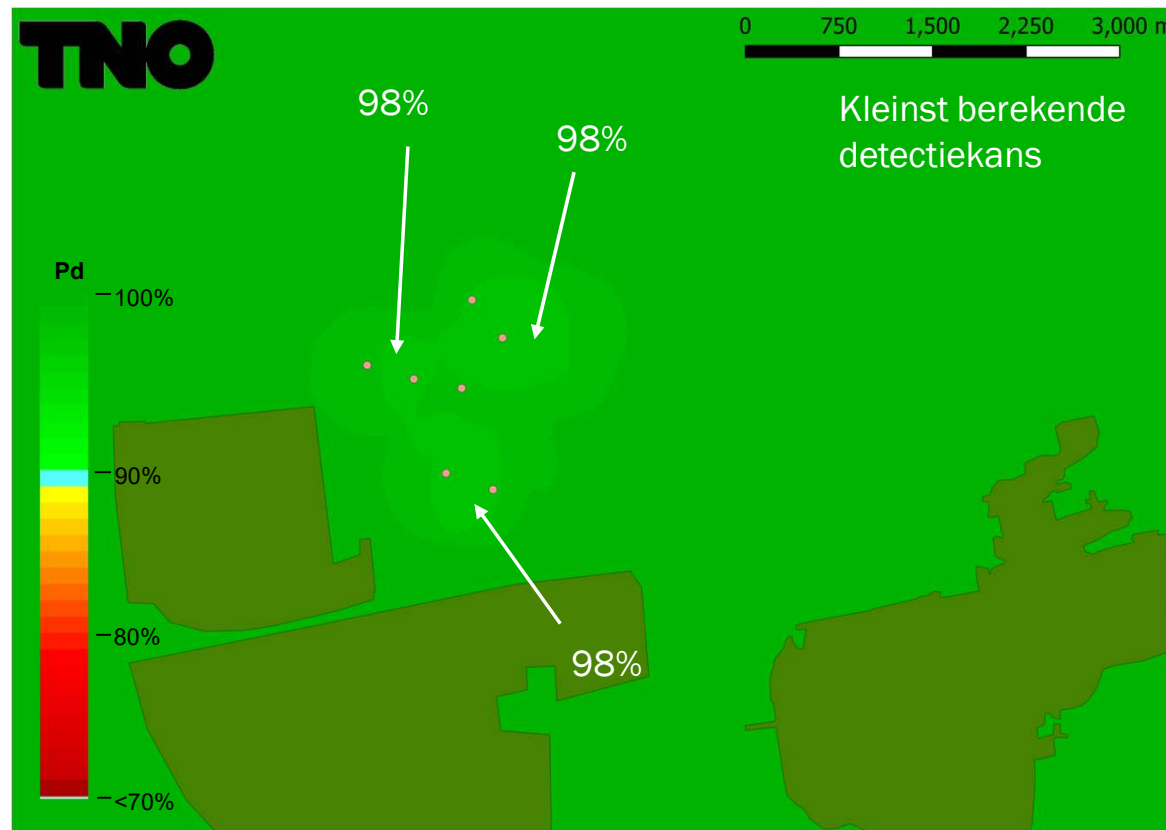 TNO
0 750 1,500 2,250 3,000 m
98%
98%
Kleinst berekende
detectiekans
Pd
100%
90%
80%
98%
<70%